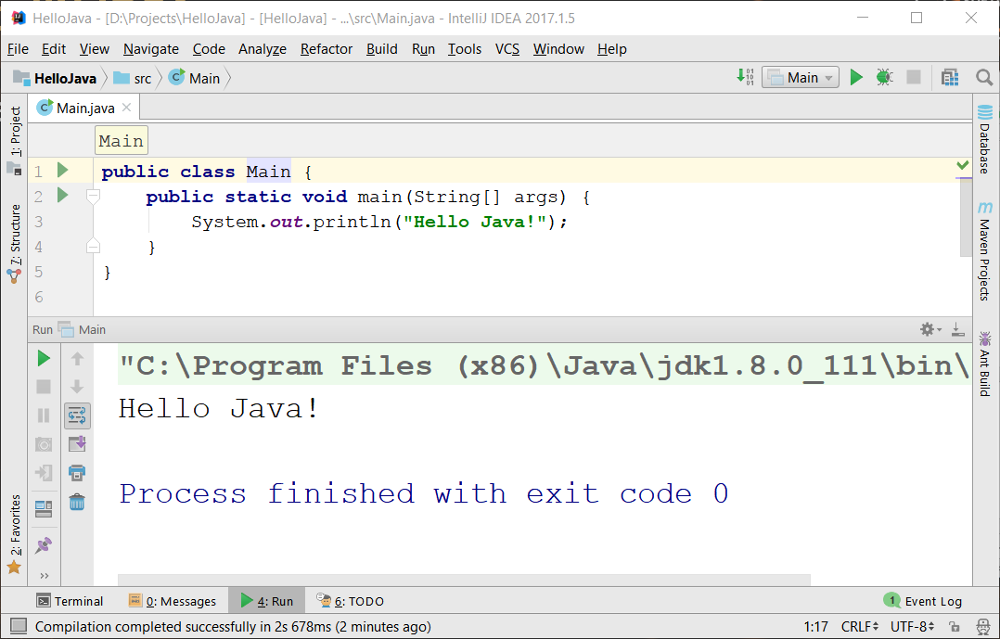 HelloJava - [D:\Projects\HelloJava] - [HelloJava] - ...\src\Main.java - IntelliJ IDEA 2017.1.5
File Edit View Navigate Code Analyze Refactor Build Run Tools VCS Window Help
HelloJava src Main Main
Main.java
1: Project
7: Structure
2: Favorites
Main
1 public class Main {
2 public static void main(String[] args) {
3 System.out.println("Hello Java!");
4 }
5 }
6
Database
Maven Projects
Ant Build
Run Main
"C:\Program Files (x86)\Java\jdk1.8.0_111\bin\
Hello Java!
Process finished with exit code 0
Terminal 0: Messages 4: Run 6: TODO 1 Event Log
Compilation completed successfully in 2s 678ms (2 minutes ago) 1:17 CRLF UTF-8